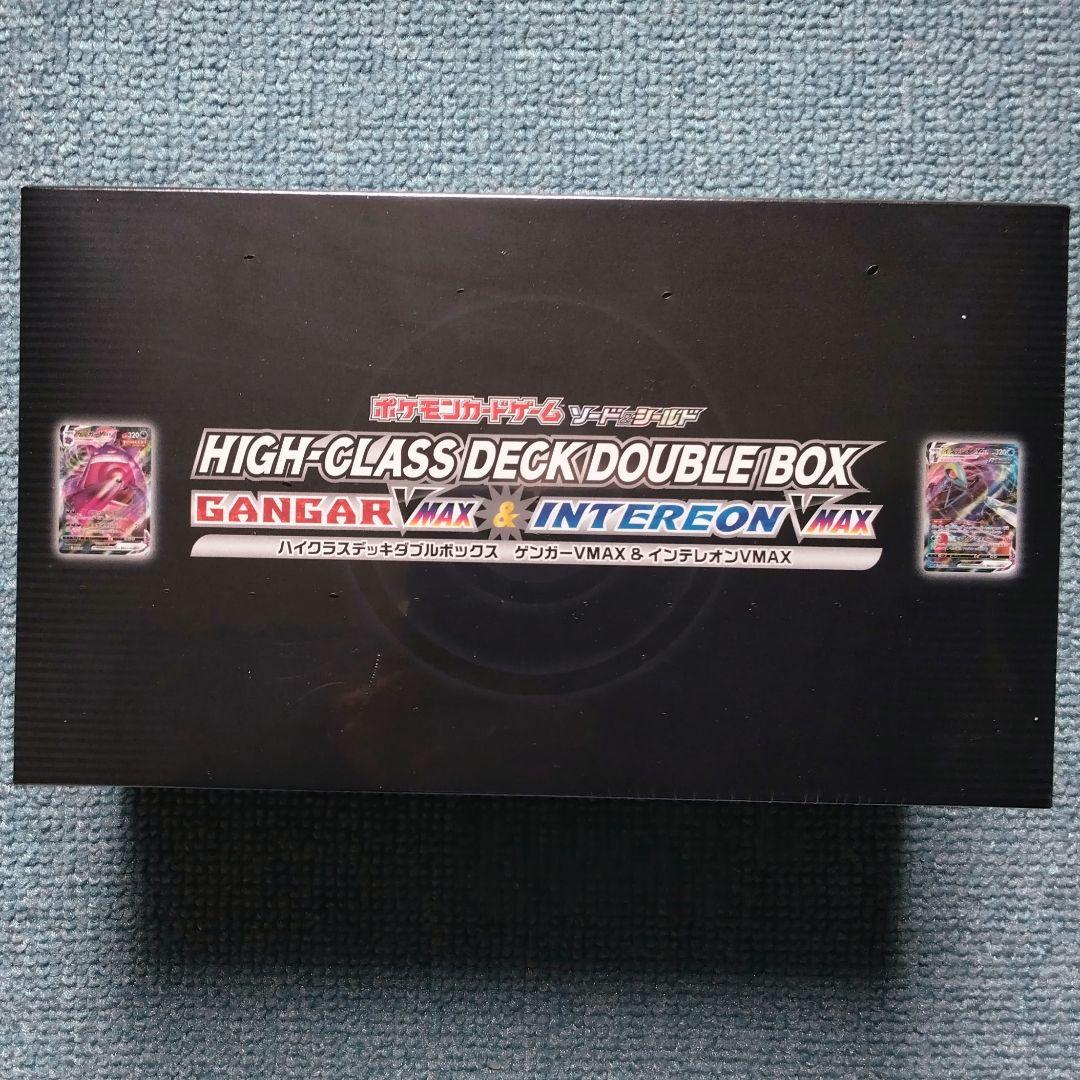 ポケモンカードゲーム ソード&シールド
HIGH-CLASS DECK DOUBLE BOX
GANGAR VMAX & INTEREON VMAX
ハイクラスデッキダブルボックス ゲンガーVMAX & インテレオンVMAX
320
320